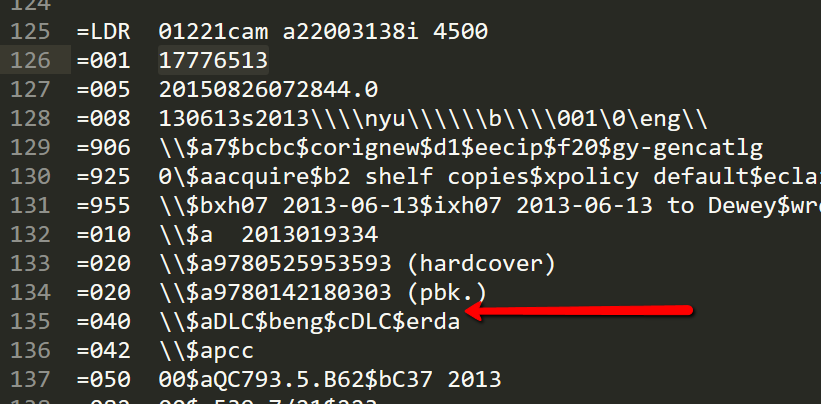 124
125 =LDR  01221cam a22003138i 4500
126 =001  17776513
127 =005  20150826072844.0
128 =008  130613s2013\\\\nyu\\\\\\b\\\\001\0\eng\\
129 =906  \\$a7$bcbc$corignew$d1$eecip$f20$gy-gencatlg
130 =925  0\$aacquire$b2 shelf copies$xpolicy default$eclai
131 =955  \\$bxh07 2013-06-13$ixh07 2013-06-13 to Dewey$wro
132 =010  \\$a  2013019334
133 =020  \\$a9780525953593 (hardcover)
134 =020  \\$a9780142180303 (pbk.)
135 =040  \\$aDLC$beng$cDLC$erda
136 =042  \\$apcc
137 =050  00$aQC793.5.B62$bC37 2013